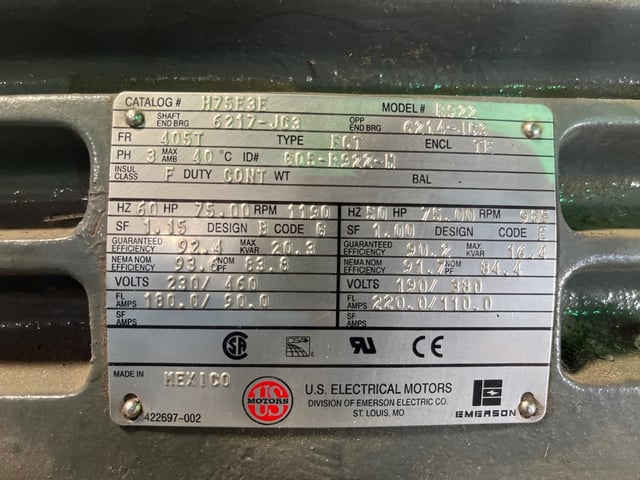 CATALOG # H75E3E MODEL# R922
SHAFT END BRG 6217-JC3 OPP END BRG 6214-JC3
FR 405T TYPE FCT ENCL TF
PH 3 MAX AMB 40 °C ID# G05-R922-M
INSUL CLASS F DUTY CONT WT BAL
HZ 60 HP 75.00 RPM 1190 HZ 50 HP 75.00 RPM 985
SF 1.15 DESIGN B CODE G SF 1.00 DESIGN CODE E
GUARANTEED EFFICIENCY 92.4 MAX KVAR 20.3 GUARANTEED EFFICIENCY 90.2 MAX KVAR 16.4
NEMA NOM EFFICIENCY 93.6 NOM PF 83.8 NEMA NOM EFFICIENCY 91.7 NOM PF 84.4
VOLTS 230/ 460 VOLTS 190/ 380
FL AMPS 180.0/ 90.0 FL AMPS 220.0/110.0
SF AMPS SF AMPS
CE
MADE IN MEXICO
US MOTORS
U.S. ELECTRICAL MOTORS
DIVISION OF EMERSON ELECTRIC CO.
ST. LOUIS, MO
EMERSON
422697-002